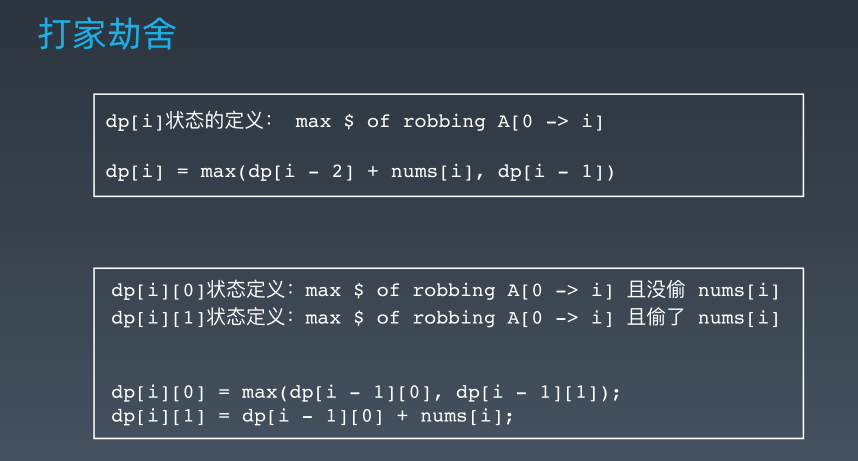 打家劫舍
dp[i]状态的定义： max $ of robbing A[0 -> i]
dp[i] = max(dp[i - 2] + nums[i], dp[i - 1])
dp[i][0]状态定义：max $ of robbing A[0 -> i] 且没偷 nums[i]
dp[i][1]状态定义：max $ of robbing A[0 -> i] 且偷了 nums[i]
dp[i][0] = max(dp[i - 1][0], dp[i - 1][1]);
dp[i][1] = dp[i - 1][0] + nums[i];